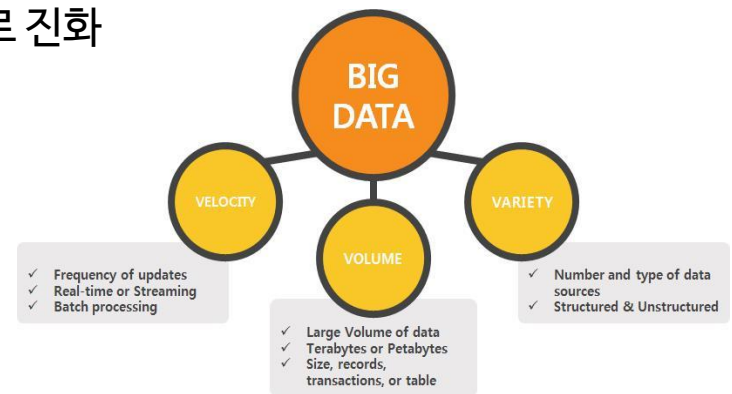 로 진화
BIG
DATA
VELOCITY
VARIETY
VOLUME
✓ Frequency of updates
✓ Real-time or Streaming
✓ Batch processing
✓ Number and type of data
sources
✓ Structured & Unstructured
✓ Large Volume of data
✓ Terabytes or Petabytes
✓ Size, records,
transactions, or table